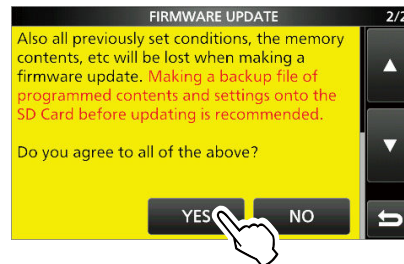 FIRMWARE UPDATE 2/2
Also all previously set conditions, the memory
contents, etc will be lost when making a
firmware update. Making a backup file of
programmed contents and settings onto the
SD Card before updating is recommended.
Do you agree to all of the above?
YES NO